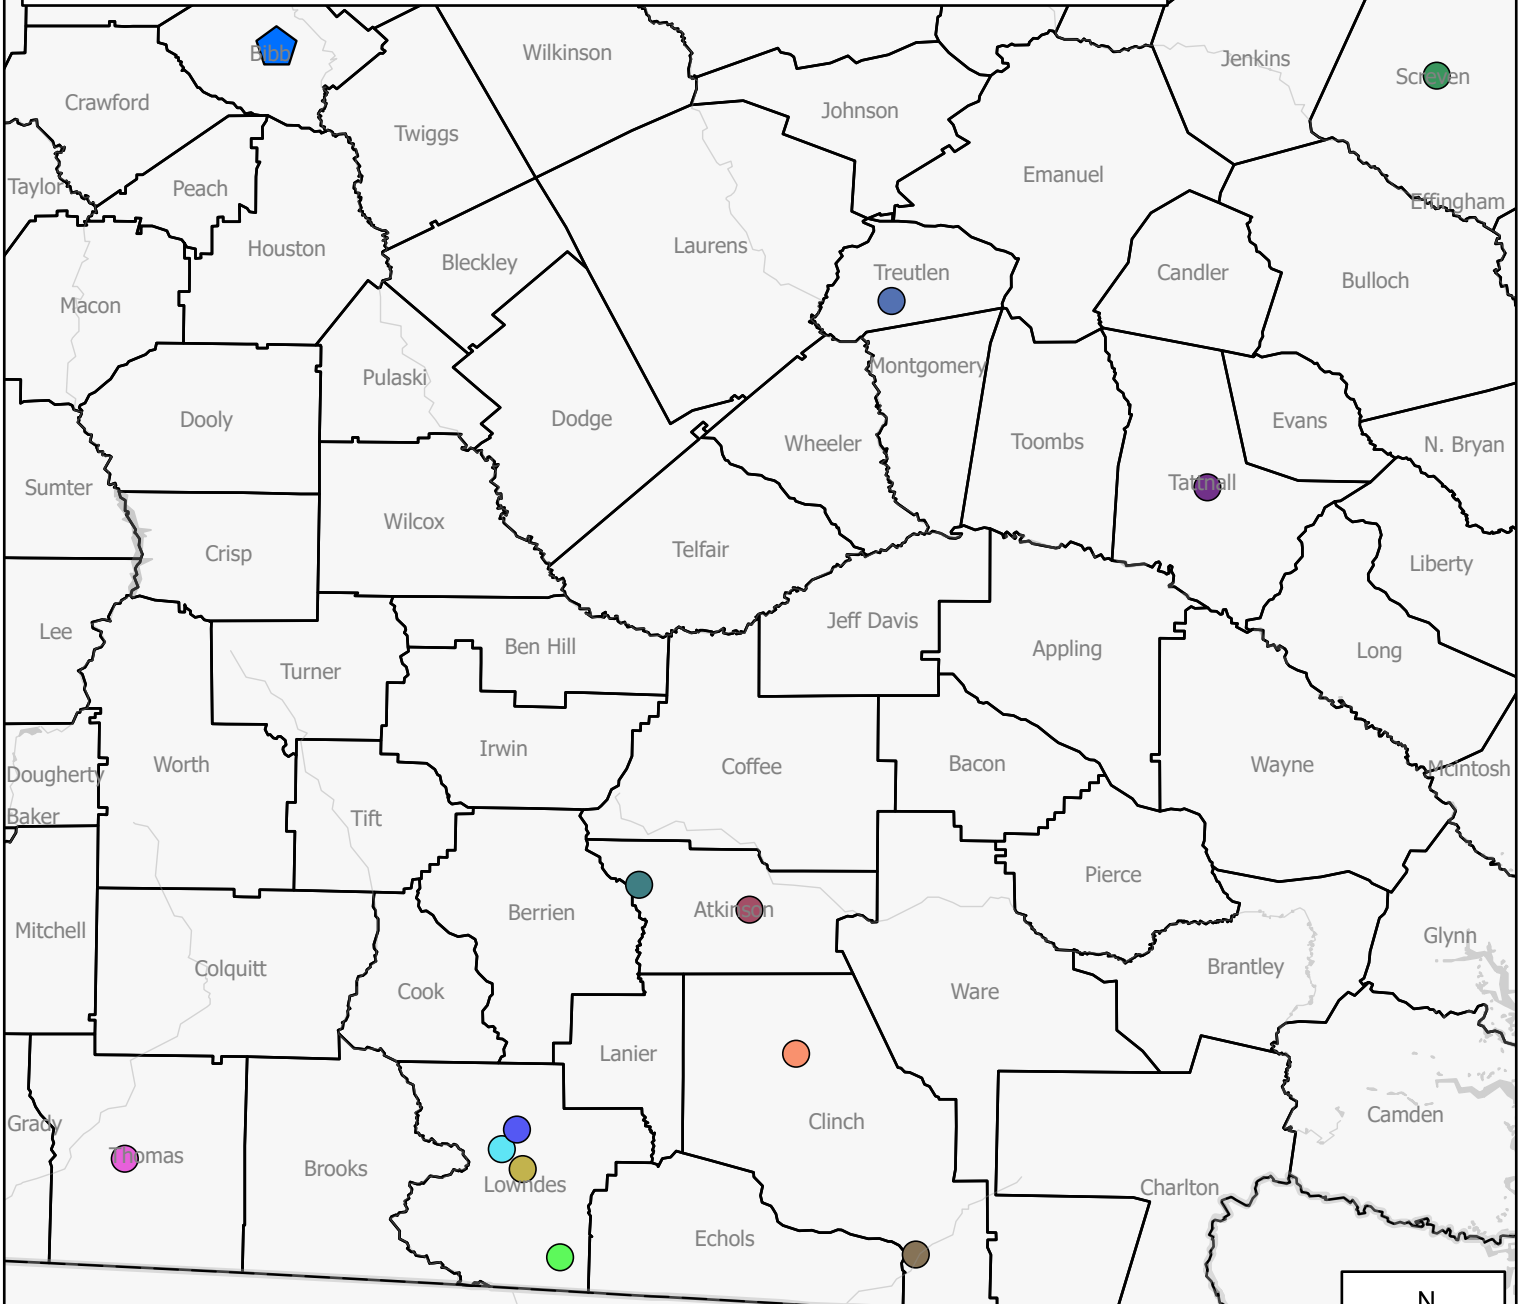 Wilkinson
Bibb
Jenkins
Screven
Crawford
Johnson
Twiggs
Emanuel
Taylor
Peach
Effingham
Laurens
Houston
Bleckley
Treutlen
Candler
Bulloch
Macon
Montgomery
Pulaski
Dooly
Dodge
Evans
Wheeler
Toombs
N. Bryan
Tattnall
Sumter
Wilcox
Telfair
Crisp
Liberty
Jeff Davis
Lee
Ben Hill
Appling
Long
Turner
Irwin
Worth
Coffee
Bacon
Wayne
McIntosh
Dougherty
Baker
Tift
Pierce
Berrien
Atkinson
Mitchell
Glynn
Colquitt
Brantley
Cook
Ware
Lanier
Camden
Clinch
Grady
Thomas
Brooks
Lowndes
Charlton
Echols
N